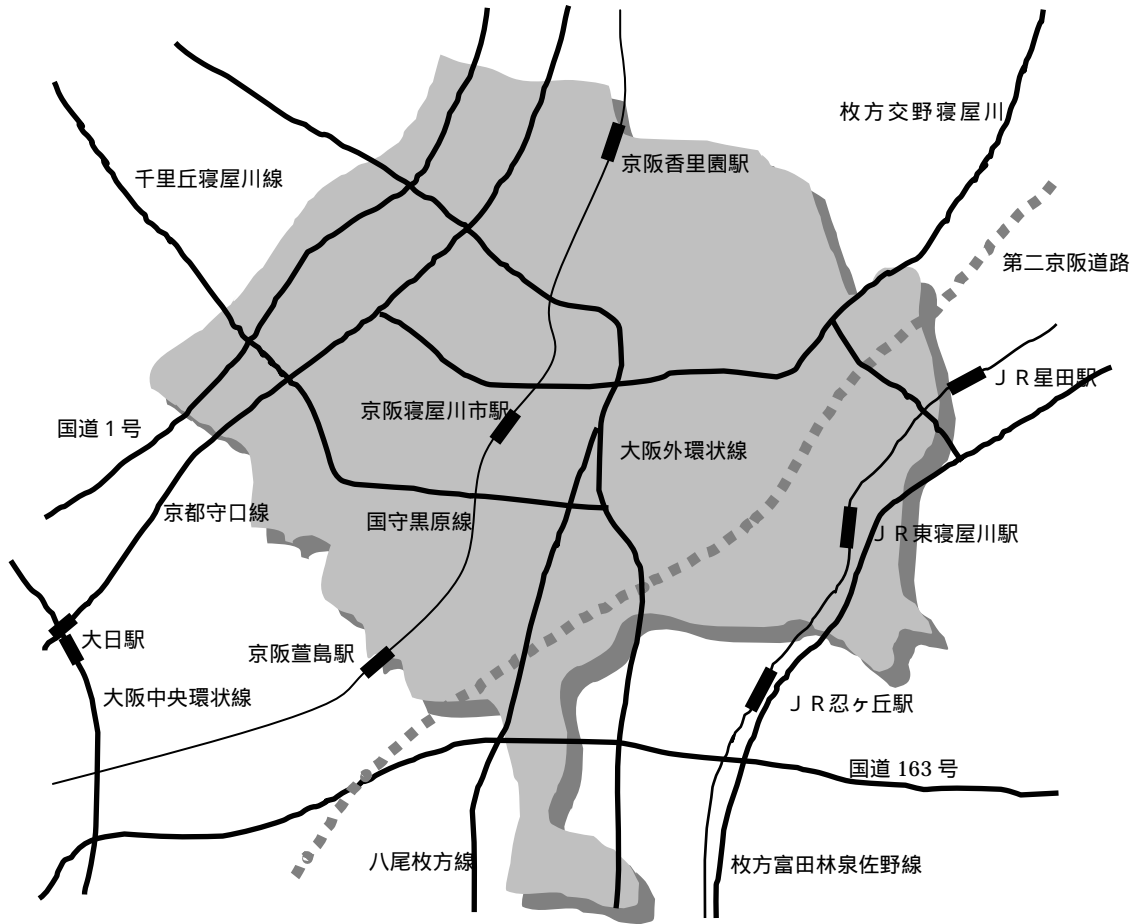 枚方交野寝屋川
京阪香里園駅
千里丘寝屋川線
第二京阪道路
ＪＲ星田駅
京阪寝屋川市駅
国道１号
大阪外環状線
京都守口線
国守黒原線
ＪＲ東寝屋川駅
大日駅
京阪萱島駅
大阪中央環状線
ＪＲ忍ヶ丘駅
国道 163 号
八尾枚方線
枚方富田林泉佐野線